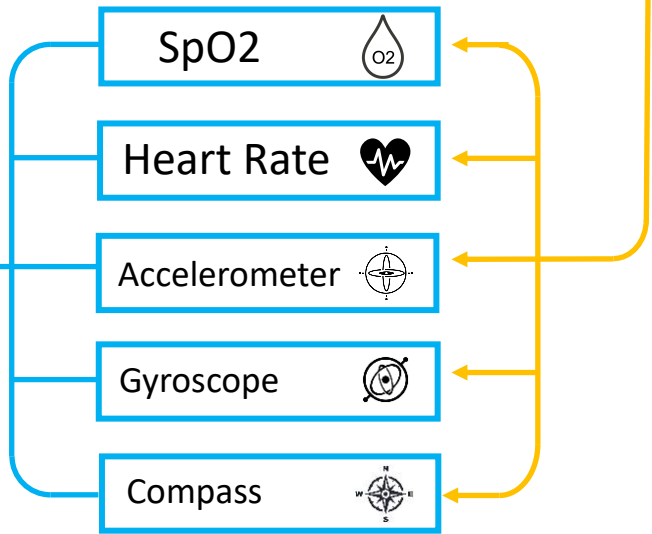 SpO2
O2
Heart Rate
Accelerometer
Gyroscope
Compass
N
W E
S